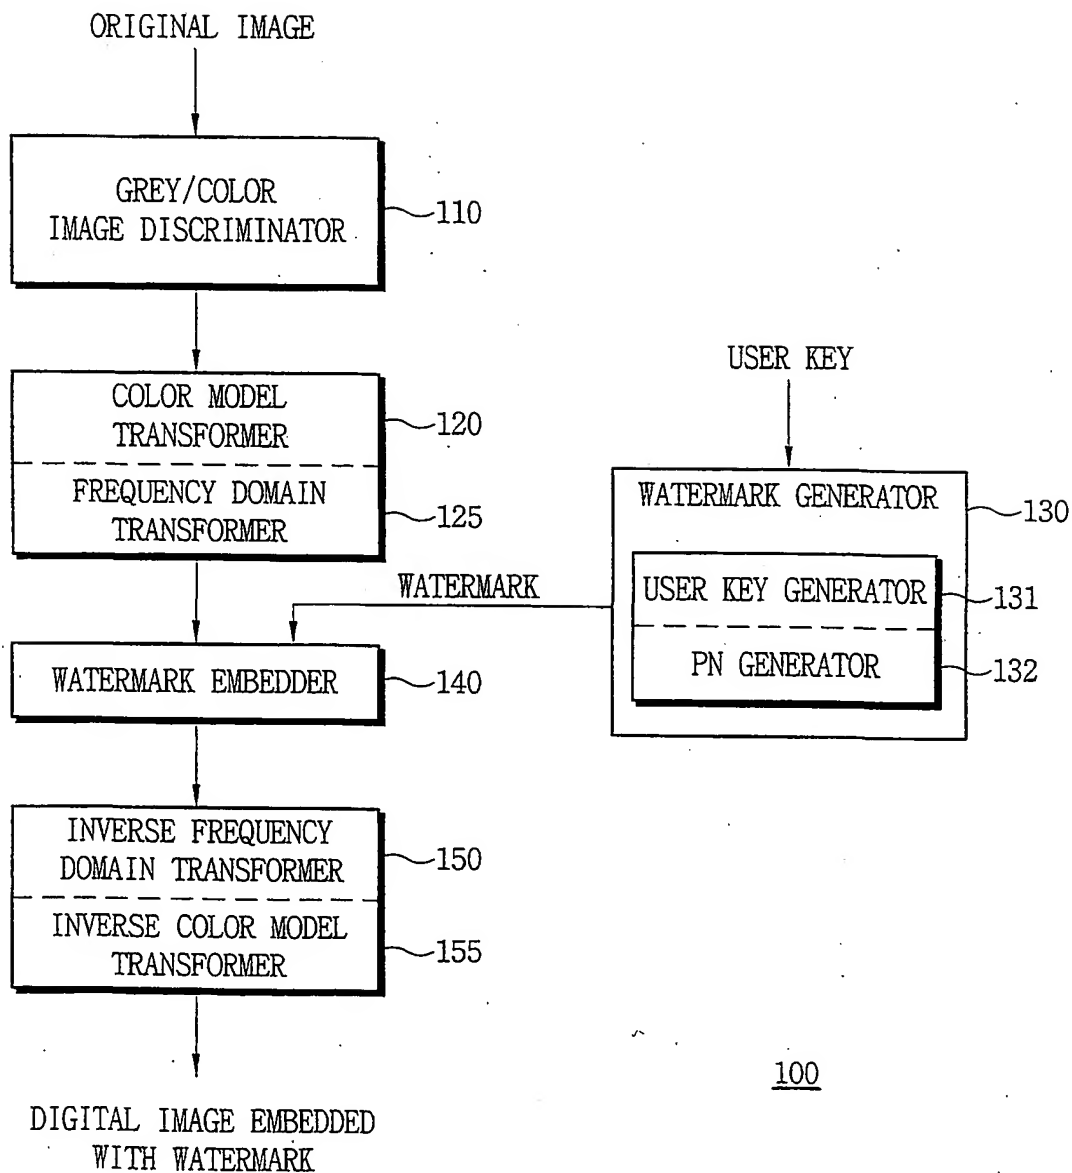 ORIGINAL IMAGE
GREY/COLOR
IMAGE DISCRIMINATOR
110
COLOR MODEL
TRANSFORMER
120
FREQUENCY DOMAIN
TRANSFORMER
125
USER KEY
WATERMARK GENERATOR
130
USER KEY GENERATOR
131
PN GENERATOR
132
WATERMARK
WATERMARK EMBEDDER
140
INVERSE FREQUENCY
DOMAIN TRANSFORMER
150
INVERSE COLOR MODEL
TRANSFORMER
155
DIGITAL IMAGE EMBEDDED
WITH WATERMARK
100